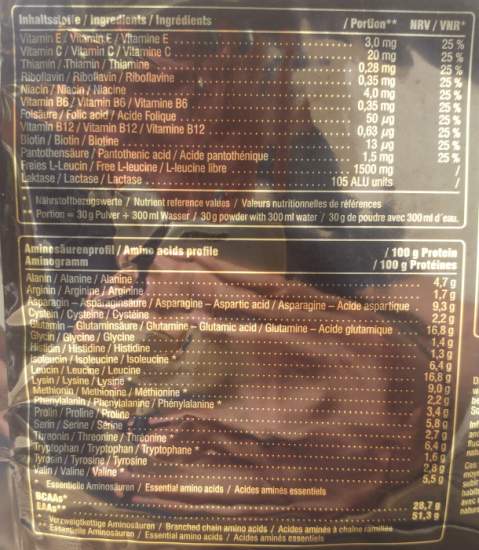 Inhaltsstoffe / Ingredients / Ingrédients / Portion** NRV / VNR*
Vitamin E / Vitamin E / Vitamine E 3,0 mg 25 %
Vitamin C / Vitamin C / Vitamine C 20 mg 25 %
Thiamin / Thiamin / Thiamine 0,28 mg 25 %
Riboflavin / Riboflavin / Riboflavine 0,35 mg 25 %
Niacin / Niacin / Niacine 4,0 mg 25 %
Vitamin B6 / Vitamin B6 / Vitamine B6 0,35 mg 25 %
Folsäure / Folic acid / Acide Folique 50 µg 25 %
Vitamin B12 / Vitamin B12 / Vitamine B12 0,63 µg 25 %
Biotin / Biotin / Biotine 13 µg 25 %
Pantothensäure / Pantothenic acid / Acide pantothénique 1,5 mg 25 %
Freies L-Leucin / Free L-leucine / L-leucine libre 1500 mg /
Laktase / Lactase / Lactase 105 ALU units /
* Nährstoffbezugswerte / Nutrient reference values / Valeurs nutritionnelles de références
Portion = 30 g Pulver + 300 ml Wasser / 30 g powder with 300 ml water / 30 g de poudre avec 300 ml d'eau.
Aminosäurenprofil / Amino acids profile / 100 g Protein
Aminogramm / 100 g Protéines
Alanin / Alanine / Alanine 4,7 g
Arginin / Arginine / Arginine 1,7 g
Asparagin – Asparaginsäure / Asparagine – Aspartic acid / Asparagine – Acide aspartique 9,3 g
Cystein / Cysteine / Cystéine 2,2 g
Glutamin – Glutaminsäure / Glutamine – Glutamic acid / Glutamine – Acide glutamique 16,8 g
Glycin / Glycine / Glycine 1,4 g
Histidin / Histidine / Histidine 1,3 g
Isoleucin / Isoleucine / Isoleucine * 6,4 g
Leucin / Leucine / Leucine 16,8 g
Lysin / Lysine / Lysine * 9,0 g
Methionin / Methionine / Méthionine * 2,2 g
Phenylalanin / Phenylalanine / Phénylalanine * 3,4 g
Prolin / Proline / Proline 5,8 g
Serin / Serine / Sérine 2,7 g
Threonin / Threonine / Thréonine * 6,4 g
Tryptophan / Tryptophan / Tryptophane * 1,6 g
Tyrosin / Tyrosine / Tyrosine 2,8 g
Valin / Valine / Valine * 5,5 g
* Essentielle Aminosäuren / Essential amino acids / Acides aminés essentiels
BCAAs* 28,7 g
EAAs** 51,3 g
* Verzweigtkettige Aminosäuren / Branched chain amino acids / Acides aminés à chaîne ramifiée
** Essentielle Aminosäuren / Essential amino acids / Acides aminés essentiels